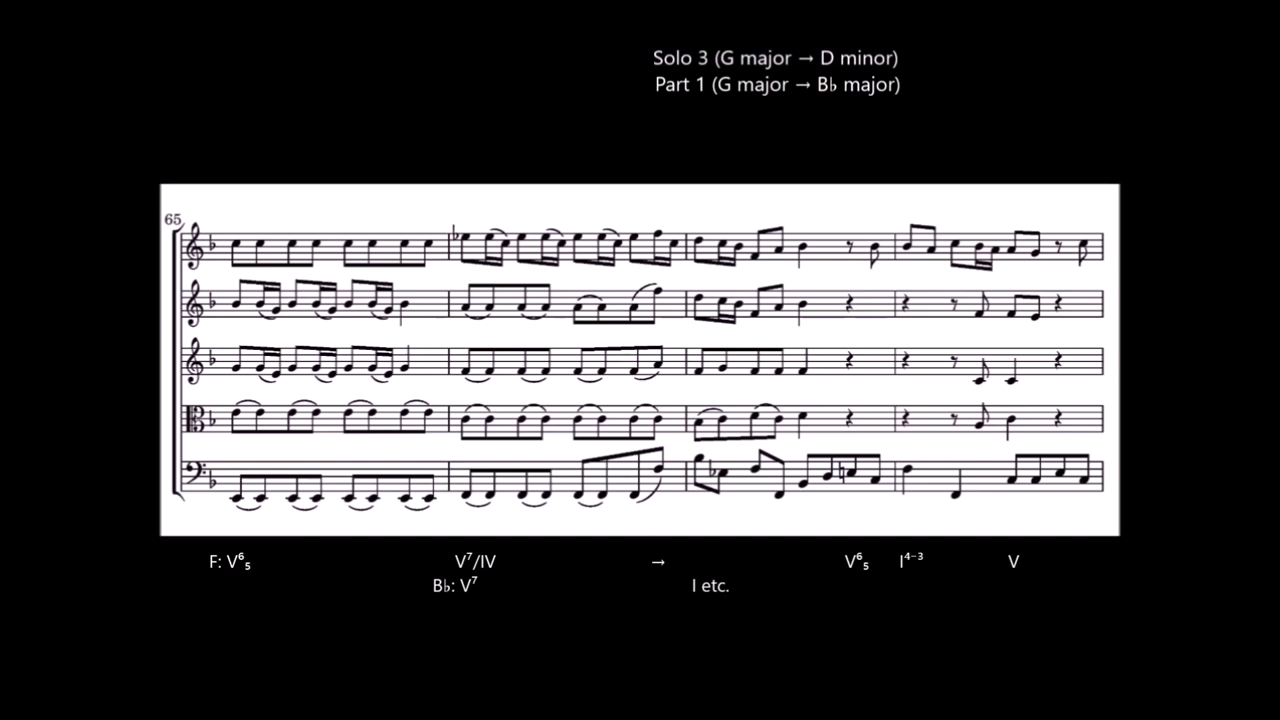 Solo 3 (G major → D minor)
Part 1 (G major → B♭ major)
65
F: V⁶₅ V⁷/IV → V⁶₅ I⁴⁻³ V
B♭: V⁷ I etc.